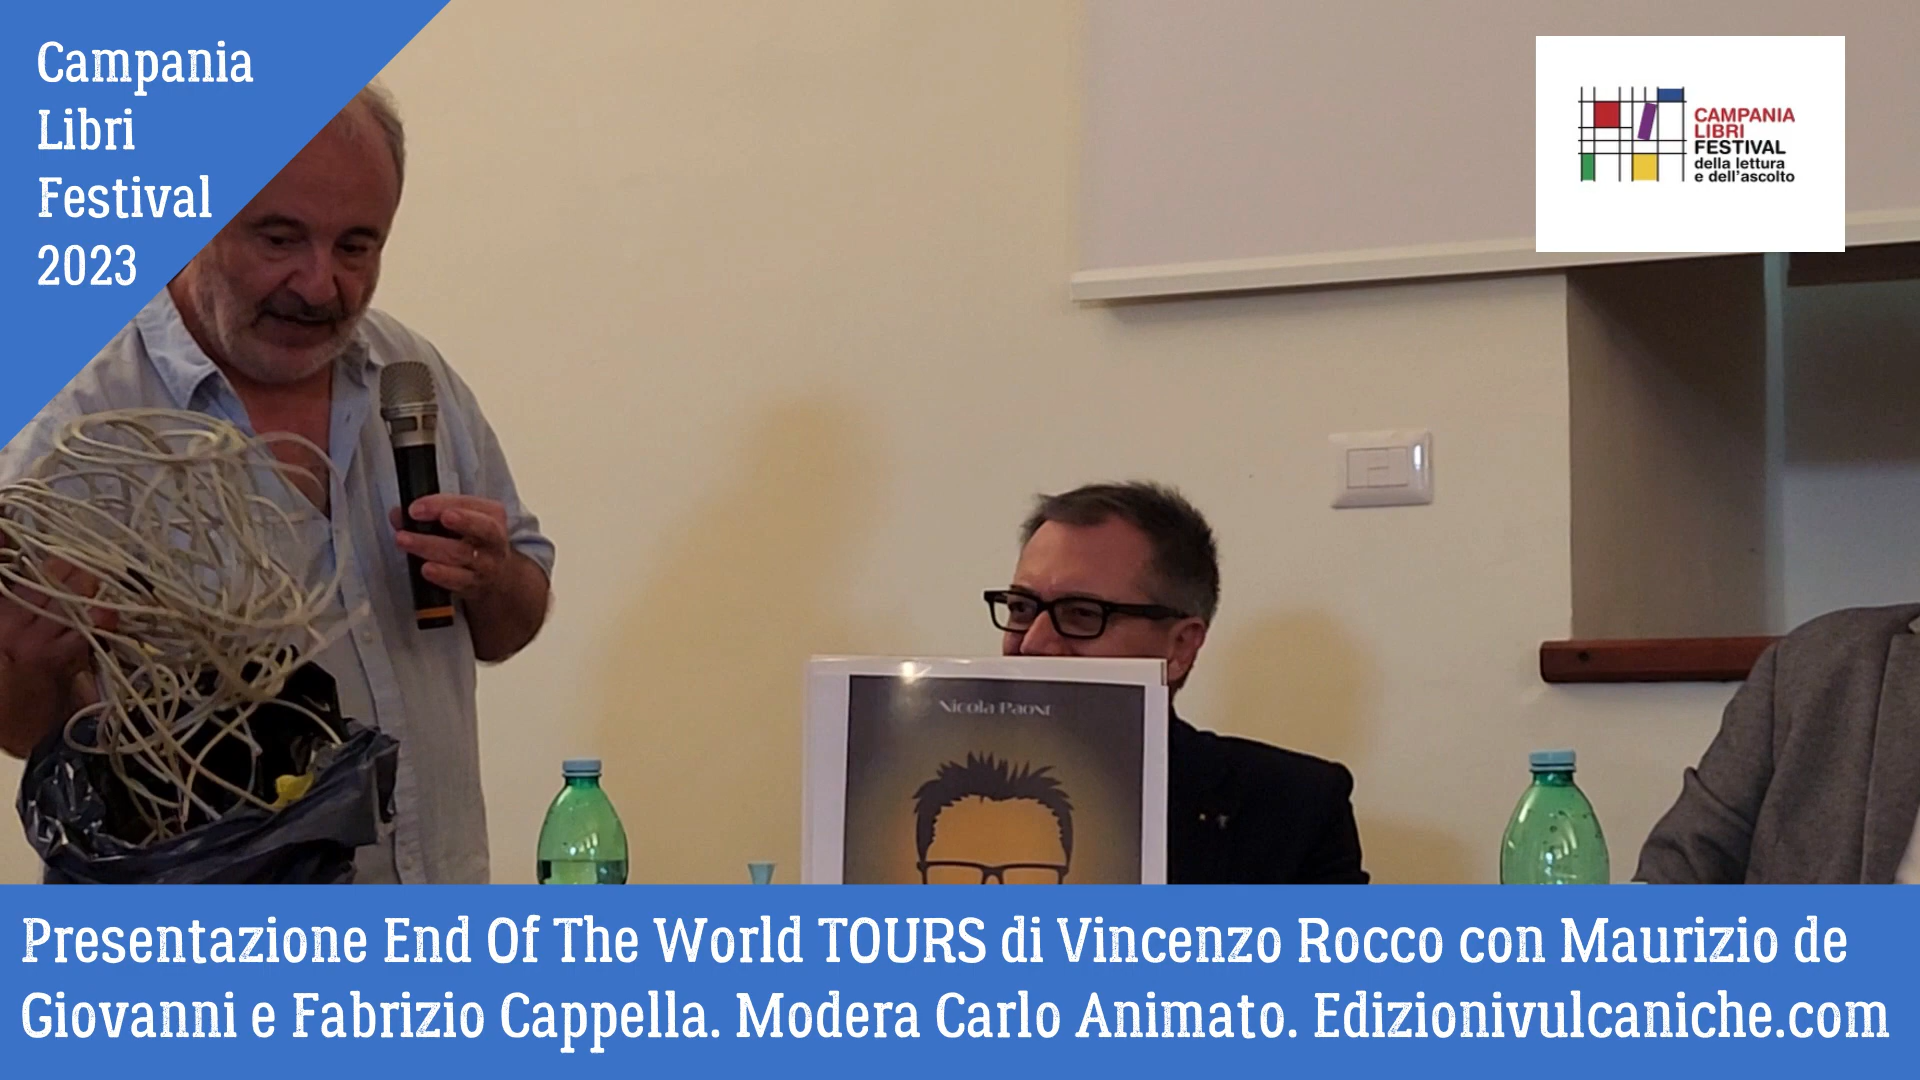 Campania
Libri
Festival
2023
CAMPANIA
LIBRI
FESTIVAL
della lettura
e dell'ascolto
Nicola
Presentazione End Of The World TOURS di Vincenzo Rocco con Maurizio de
Giovanni e Fabrizio Cappella. Modera Carlo Animato. Edizionivulcaniche.com